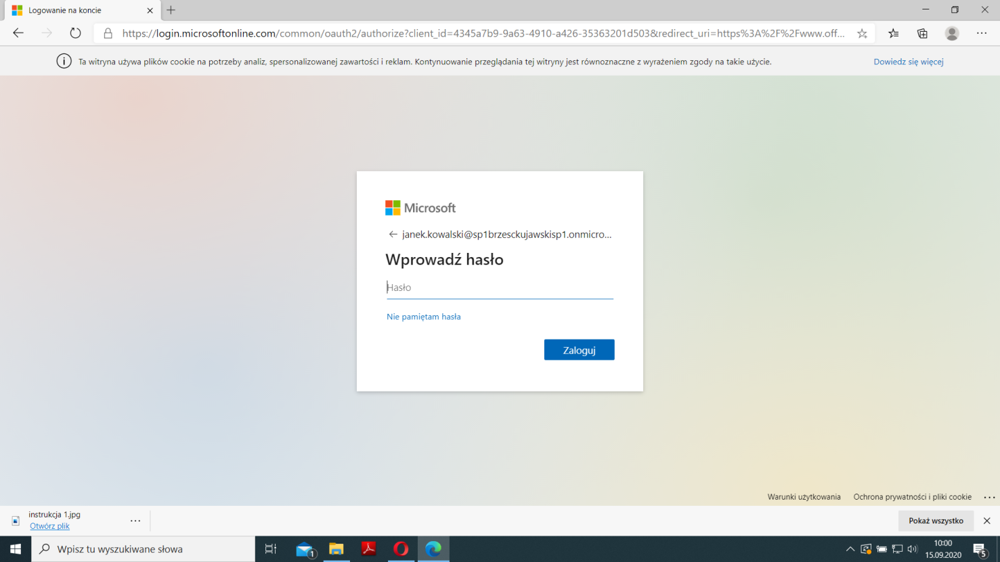 Logowanie na koncie
https://login.microsoftonline.com/common/oauth2/authorize?client_id=4345a7b9-9a63-4910-a426-35363201d503&redirect_uri=https%3A%2F%2Fwww.off...
Ta witryna używa plików cookie na potrzeby analiz, spersonalizowanej zawartości i reklam. Kontynuowanie przeglądania tej witryny jest równoznaczne z wyrażeniem zgody na takie użycie.
Dowiedz się więcej
Microsoft
janek.kowalski@sp1brzesckujawskisp1.onmicro...
Wprowadź hasło
Hasło
Nie pamiętam hasła
Zaloguj
Warunki użytkowania Ochrona prywatności i pliki cookie ...
instrukcja 1.jpg
Otwórz plik
...
Pokaż wszystko
Wpisz tu wyszukiwane słowa
1
10:00
15.09.2020
5